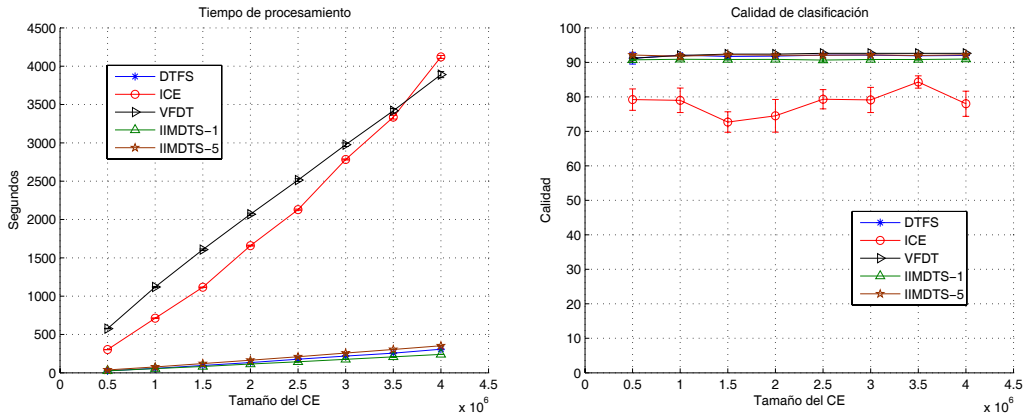 Tiempo de procesamiento
4500
4000
3500
3000
2500
2000
1500
1000
500
0
Segundos
DTFS
ICE
VFDT
IIMDTS-1
IIMDTS-5
0 0.5 1 1.5 2 2.5 3 3.5 4 4.5
Tamaño del CE
x 10^6
Calidad de clasificación
100
90
80
70
60
50
40
30
20
10
0
Calidad
DTFS
ICE
VFDT
IIMDTS-1
IIMDTS-5
0 0.5 1 1.5 2 2.5 3 3.5 4 4.5
Tamaño del CE
x 10^6